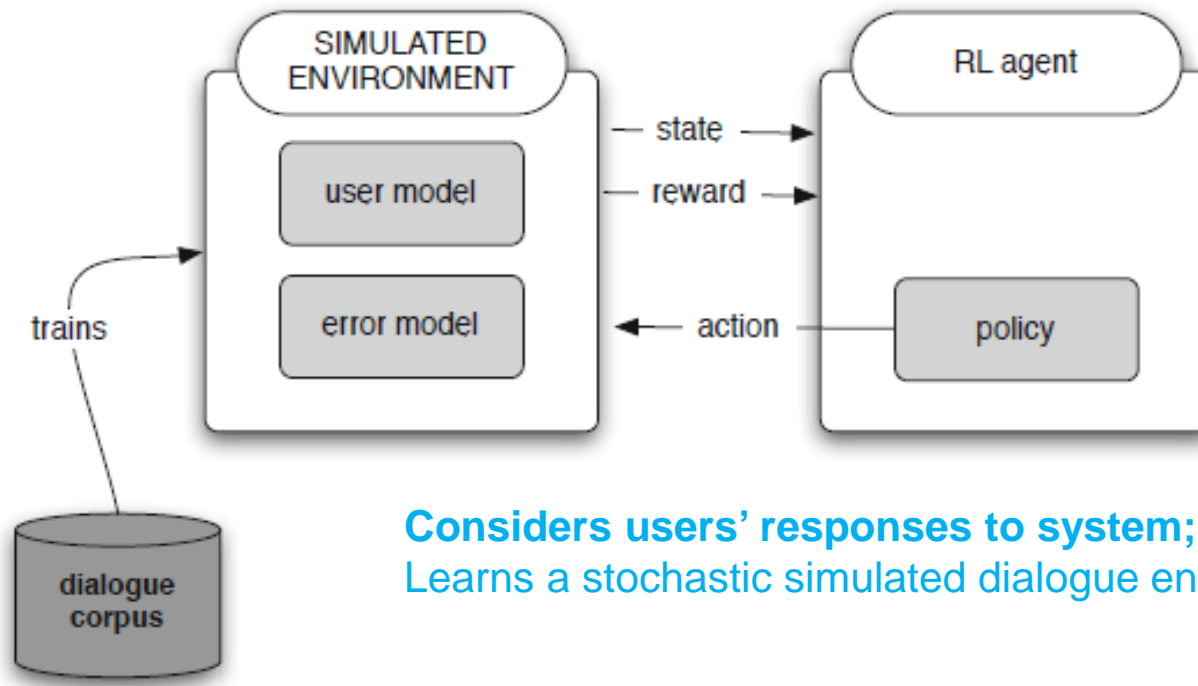 SIMULATED
ENVIRONMENT
RL agent
state
user model
reward
trains
error model
action
policy
Considers users’ responses to system;
Learns a stochastic simulated dialogue en
dialogue
corpus